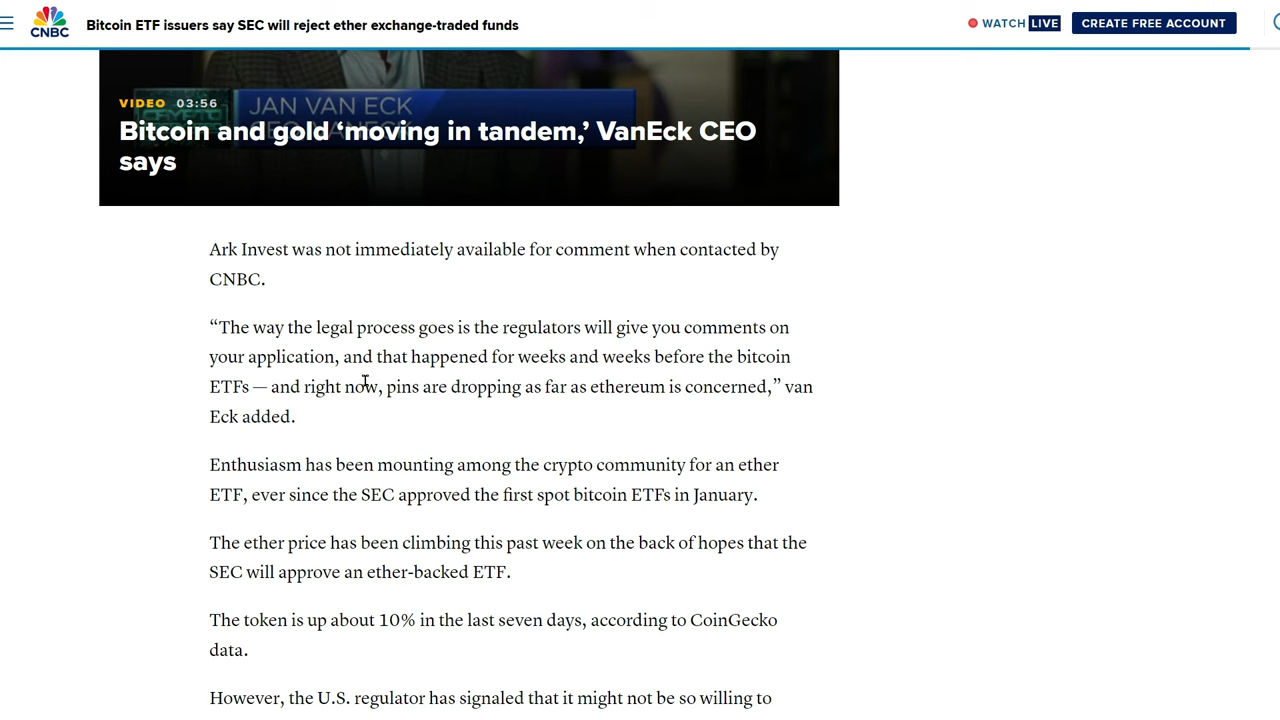 CNBC
Bitcoin ETF issuers say SEC will reject ether exchange-traded funds
WATCH LIVE
CREATE FREE ACCOUNT
JAN VAN ECK
VIDEO 03:56
Bitcoin and gold ‘moving in tandem,’ VanEck CEO
says
Ark Invest was not immediately available for comment when contacted by
CNBC.
“The way the legal process goes is the regulators will give you comments on
your application, and that happened for weeks and weeks before the bitcoin
ETFs — and right now, pins are dropping as far as ethereum is concerned,” van
Eck added.
Enthusiasm has been mounting among the crypto community for an ether
ETF, ever since the SEC approved the first spot bitcoin ETFs in January.
The ether price has been climbing this past week on the back of hopes that the
SEC will approve an ether-backed ETF.
The token is up about 10% in the last seven days, according to CoinGecko
data.
However, the U.S. regulator has signaled that it might not be so willing to